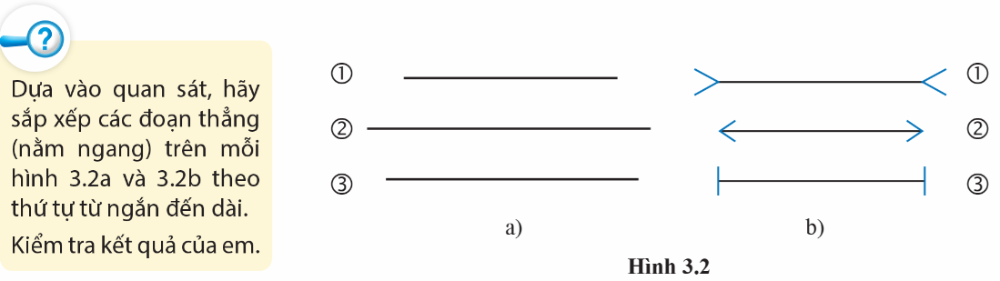 ?
Dựa vào quan sát, hãy
sắp xếp các đoạn thẳng
(nằm ngang) trên mỗi
hình 3.2a và 3.2b theo
thứ tự từ ngắn đến dài.
Kiểm tra kết quả của em.
①
②
③
a)
①
②
③
b)
Hình 3.2